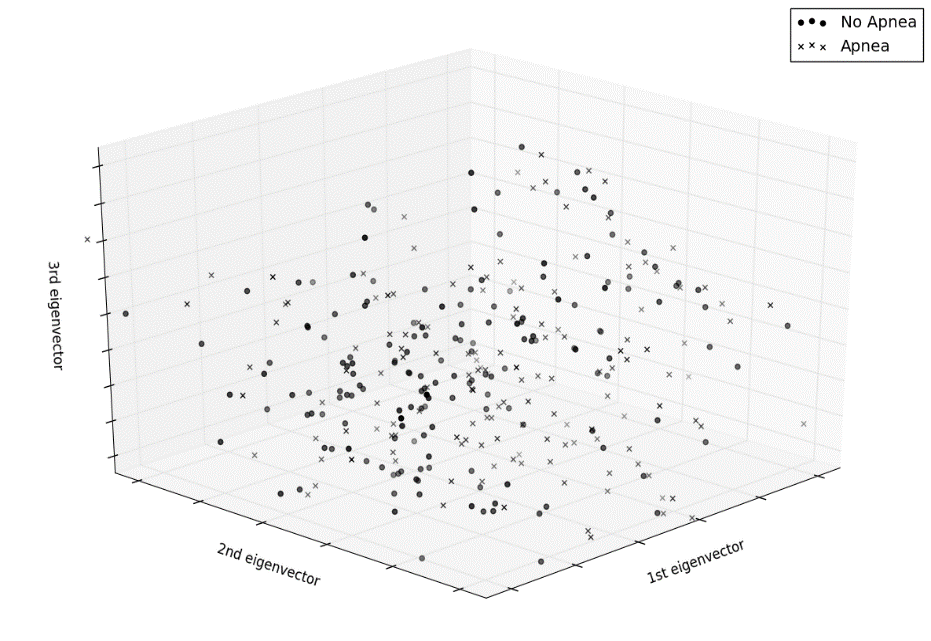 No Apnea
Apnea
3rd eigenvector
2nd eigenvector
1st eigenvector